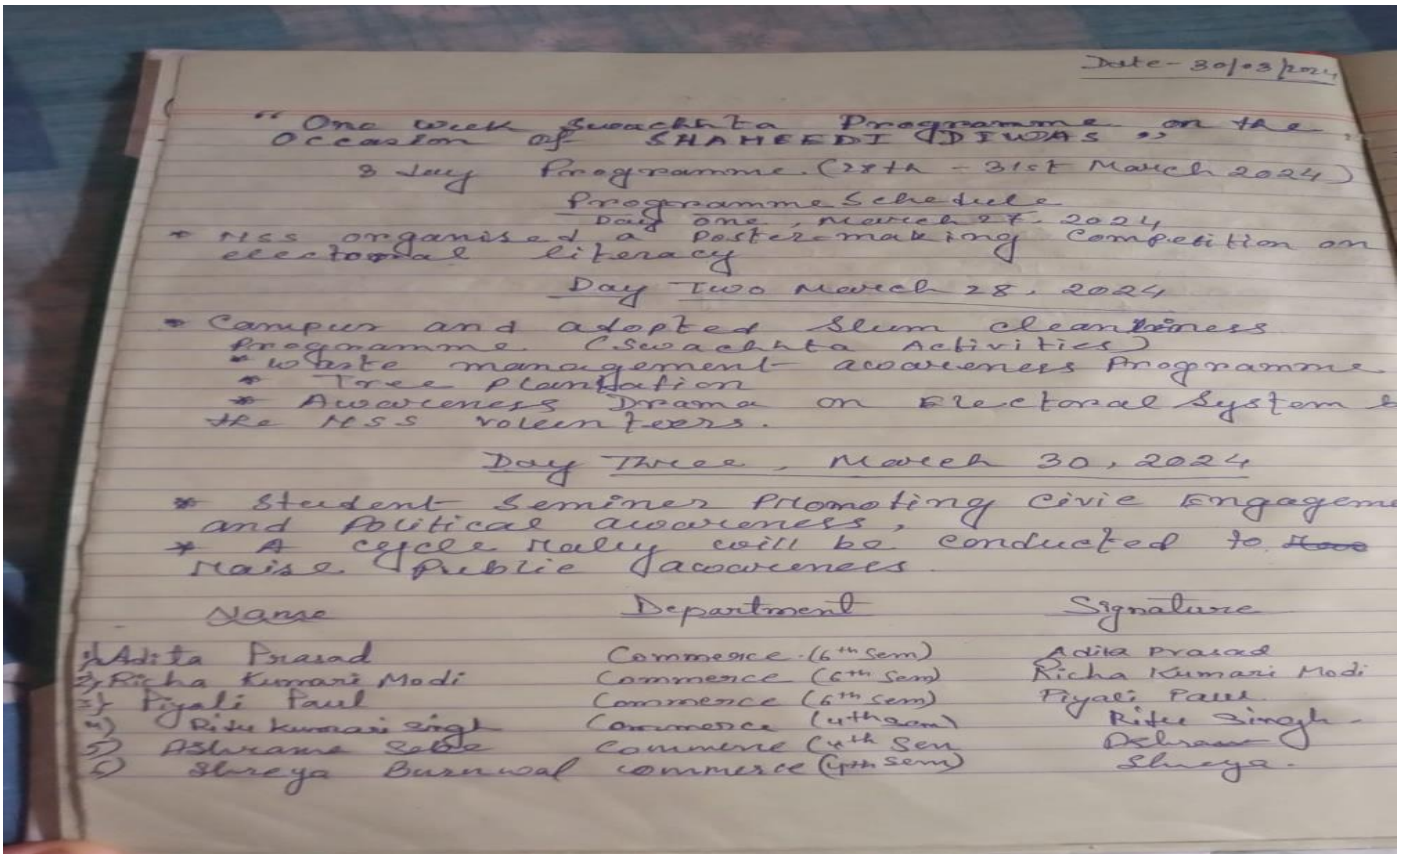 Date - 30/03/2024
"One week Swachhta Programme on the
Occasion of SHAHEEDI DIWAS"
3 day Programme. (28th - 31st March 2024)
Programme Schedule
Day one, March 27, 2024
* NSS organised a Poster-making Competition on
electoral literacy
Day Two March 28, 2024
* Campus and adopted slum cleanliness
Programme (Swachhta Activities)
* Waste management awareness Programme
* Tree Plantation
* Awareness Drama on Electoral System
the NSS volunteers.
Day Three, March 30, 2024
* Student Seminer Promoting Civic Engageme
and Political awareness,
* A cycle rally will be conducted to
raise Public awareness
Name Department Signature
1) Adita Prasad Commerce. (6th sem) Adita Prasad
2) Richa Kumari Modi Commerce (6th sem) Richa Kumari Modi
3) Piyali Paul Commerce (6th sem) Piyali Paul
4) Ritu Kumari Singh Commerce (4th sem) Ritu Singh
5) Commerce (4th Sem
6) Shreya Burnwal commerce (4th sem) Shreya.